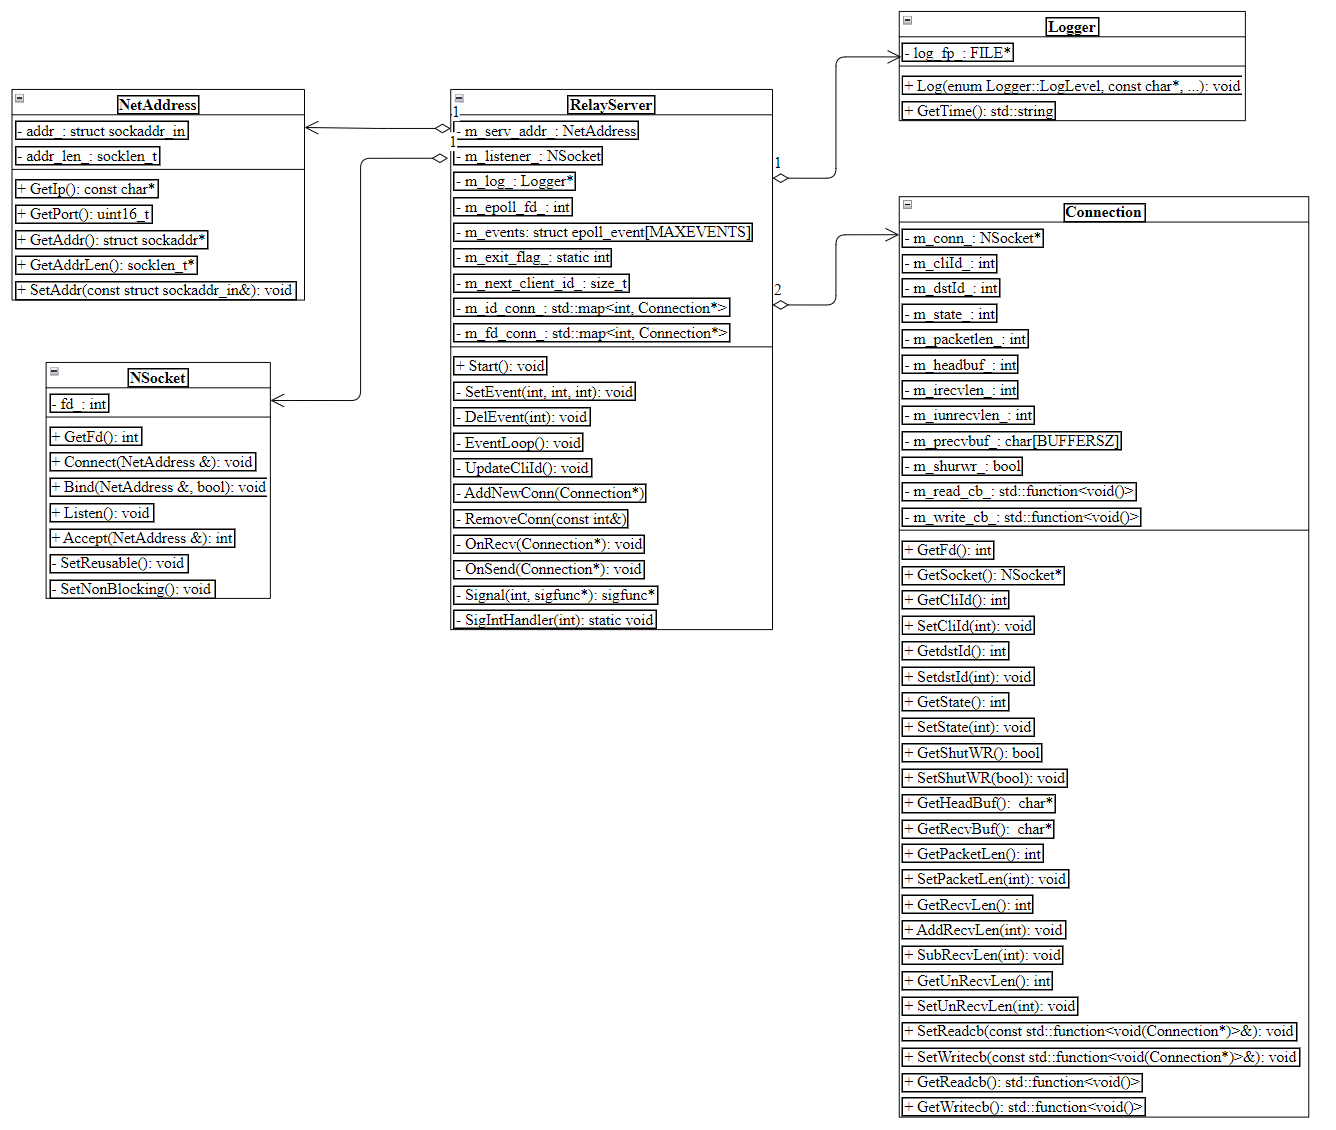 NetAddress
- addr_: struct sockaddr_in
- addr_len_: socklen_t
+ GetIp(): const char*
+ GetPort(): uint16_t
+ GetAddr(): struct sockaddr*
+ GetAddrLen(): socklen_t*
+ SetAddr(const struct sockaddr_in&): void
NSocket
- fd_: int
+ GetFd(): int
+ Connect(NetAddress &): void
+ Bind(NetAddress &, bool): void
+ Listen(): void
+ Accept(NetAddress &): int
- SetReusable(): void
- SetNonBlocking(): void
RelayServer
1
- m_serv_addr_: NetAddress
1
- m_listener_: NSocket
- m_log_: Logger*
- m_epoll_fd_: int
- m_events: struct epoll_event[MAXEVENTS]
- m_exit_flag_: static int
- m_next_client_id_: size_t
- m_id_conn_: std::map<int, Connection*>
- m_fd_conn_: std::map<int, Connection*>
+ Start(): void
- SetEvent(int, int, int): void
- DelEvent(int): void
- EventLoop(): void
- UpdateCliId(): void
- AddNewConn(Connection*)
- RemoveConn(const int&)
- OnRecv(Connection*): void
- OnSend(Connection*): void
- Signal(int, sigfunc*): sigfunc*
- SigIntHandler(int): static void
1
2
Logger
- log_fp_: FILE*
+ Log(enum Logger::LogLevel, const char*, ...): void
+ GetTime(): std::string
Connection
- m_conn_: NSocket*
- m_cliId_: int
- m_dstId_: int
- m_state_: int
- m_packetlen_: int
- m_headbuf_: int
- m_irecvlen_: int
- m_iunrecvlen_: int
- m_precvbuf_: char[BUFFERSZ]
- m_shurwr_: bool
- m_read_cb_: std::function<void()>
- m_write_cb_: std::function<void()>
+ GetFd(): int
+ GetSocket(): NSocket*
+ GetCliId(): int
+ SetCliId(int): void
+ GetdstId(): int
+ SetdstId(int): void
+ GetState(): int
+ SetState(int): void
+ GetShutWR(): bool
+ SetShutWR(bool): void
+ GetHeadBuf(): char*
+ GetRecvBuf(): char*
+ GetPacketLen(): int
+ SetPacketLen(int): void
+ GetRecvLen(): int
+ AddRecvLen(int): void
+ SubRecvLen(int): void
+ GetUnRecvLen(): int
+ SetUnRecvLen(int): void
+ SetReadcb(const std::function<void(Connection*)>&): void
+ SetWritecb(const std::function<void(Connection*)>&): void
+ GetReadcb(): std::function<void()>
+ GetWritecb(): std::function<void()>